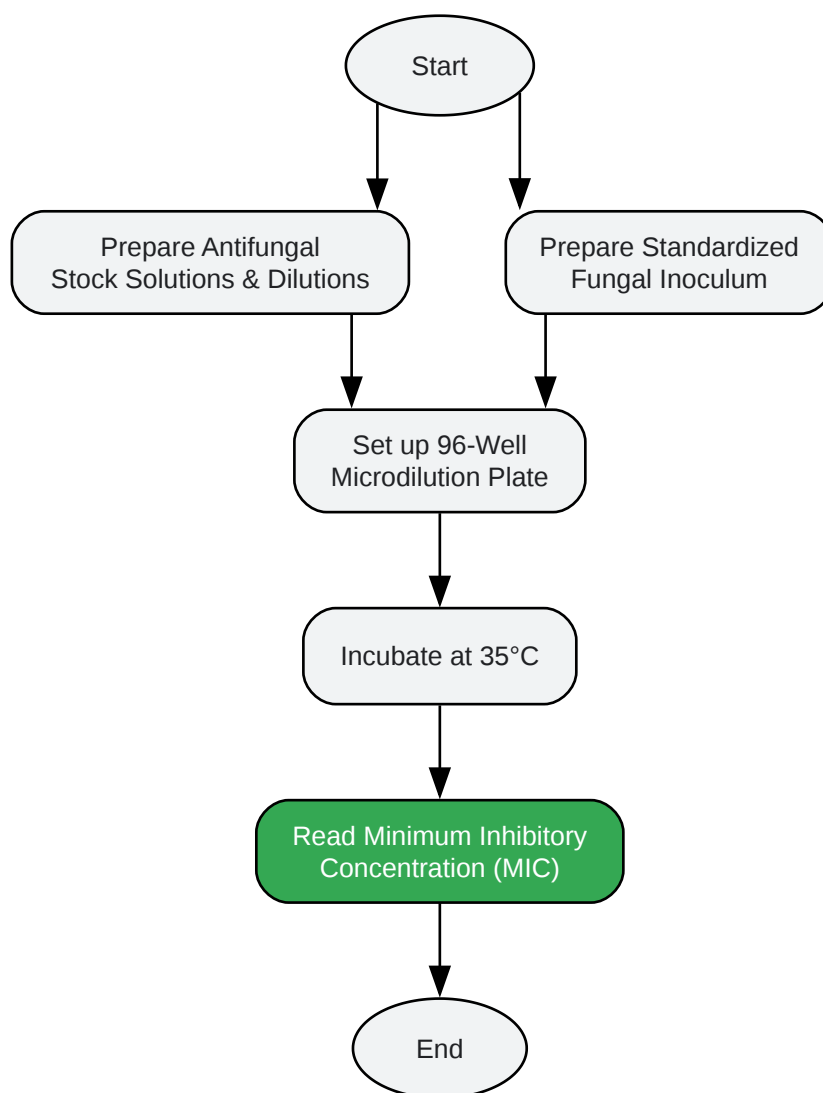 Start
Prepare Antifungal
Stock Solutions & Dilutions
Prepare Standardized
Fungal Inoculum
Set up 96-Well
Microdilution Plate
Incubate at 35°C
Read Minimum Inhibitory
Concentration (MIC)
End